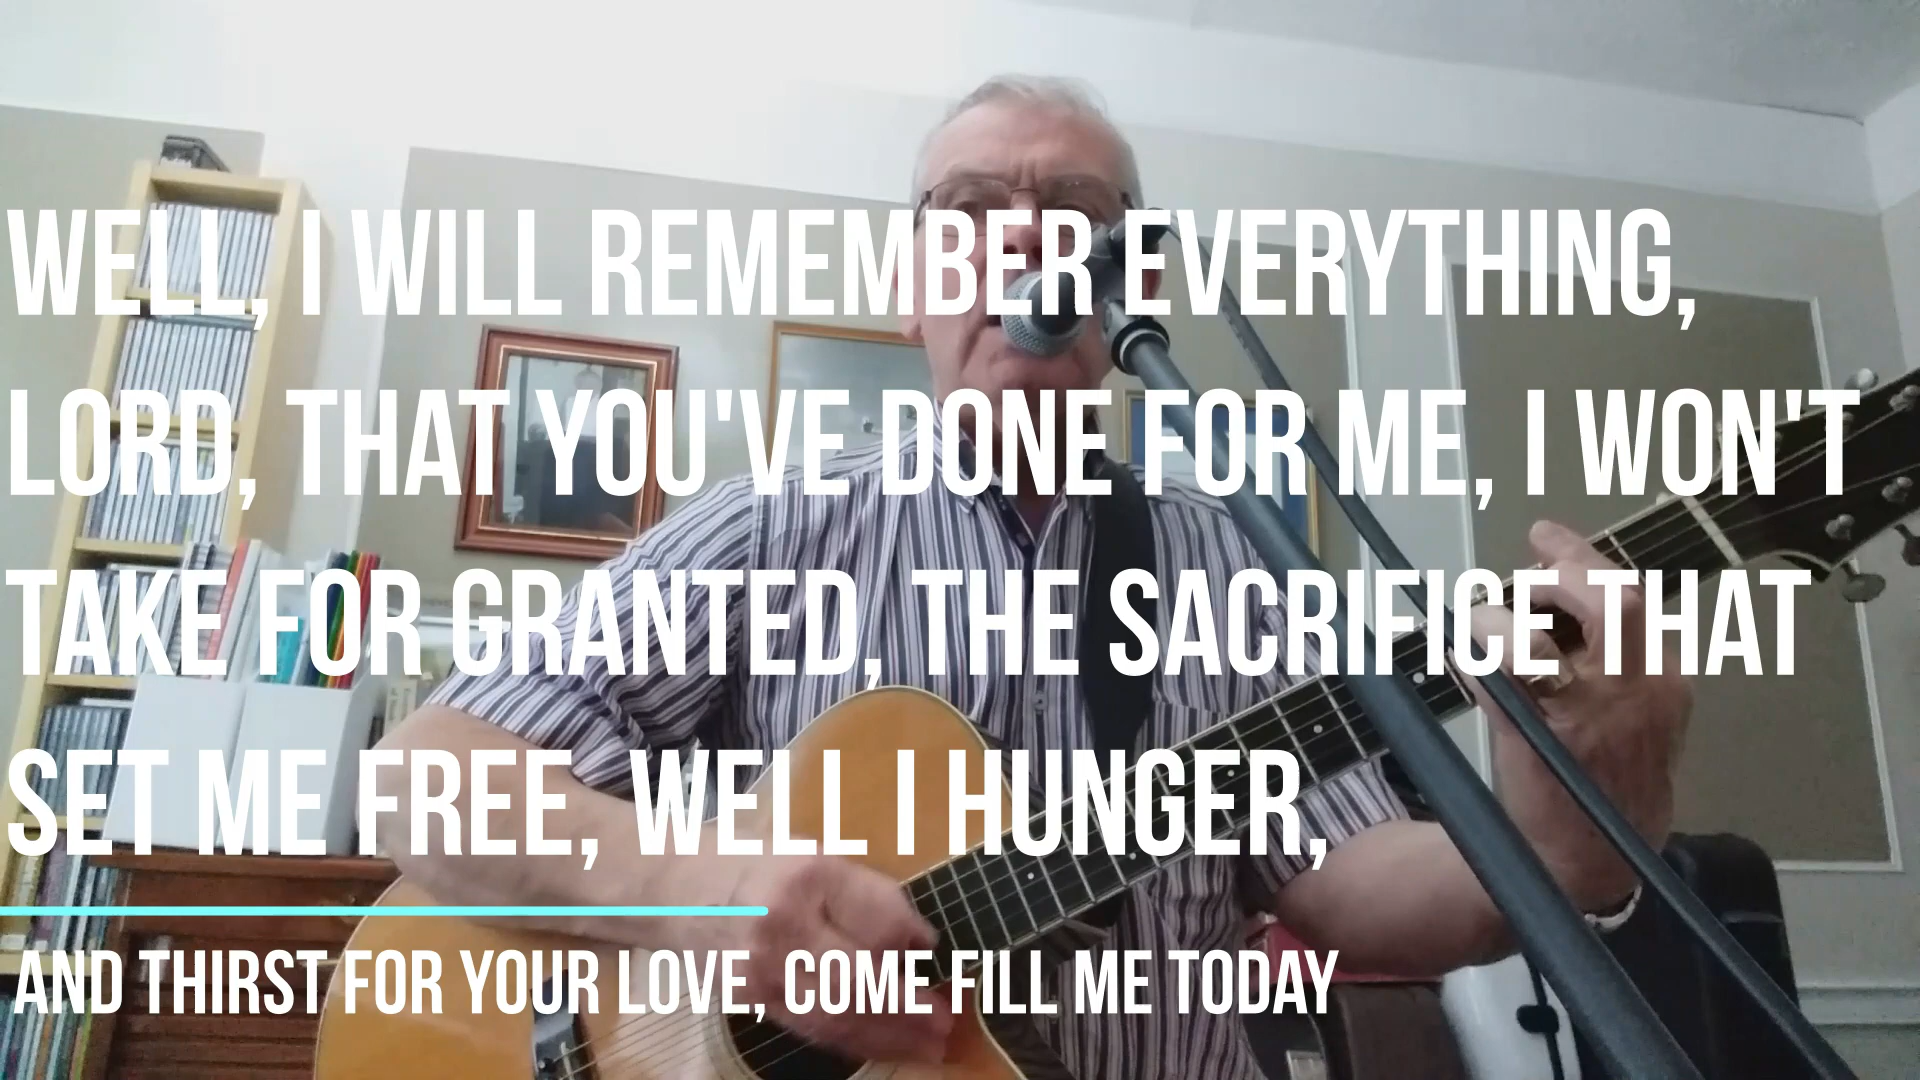 WELL, I WILL REMEMBER EVERYTHING,
LORD, THAT YOU'VE DONE FOR ME, I WON'T
TAKE FOR GRANTED, THE SACRIFICE THAT
SET ME FREE, WELL I HUNGER,
AND THIRST FOR YOUR LOVE, COME FILL ME TODAY